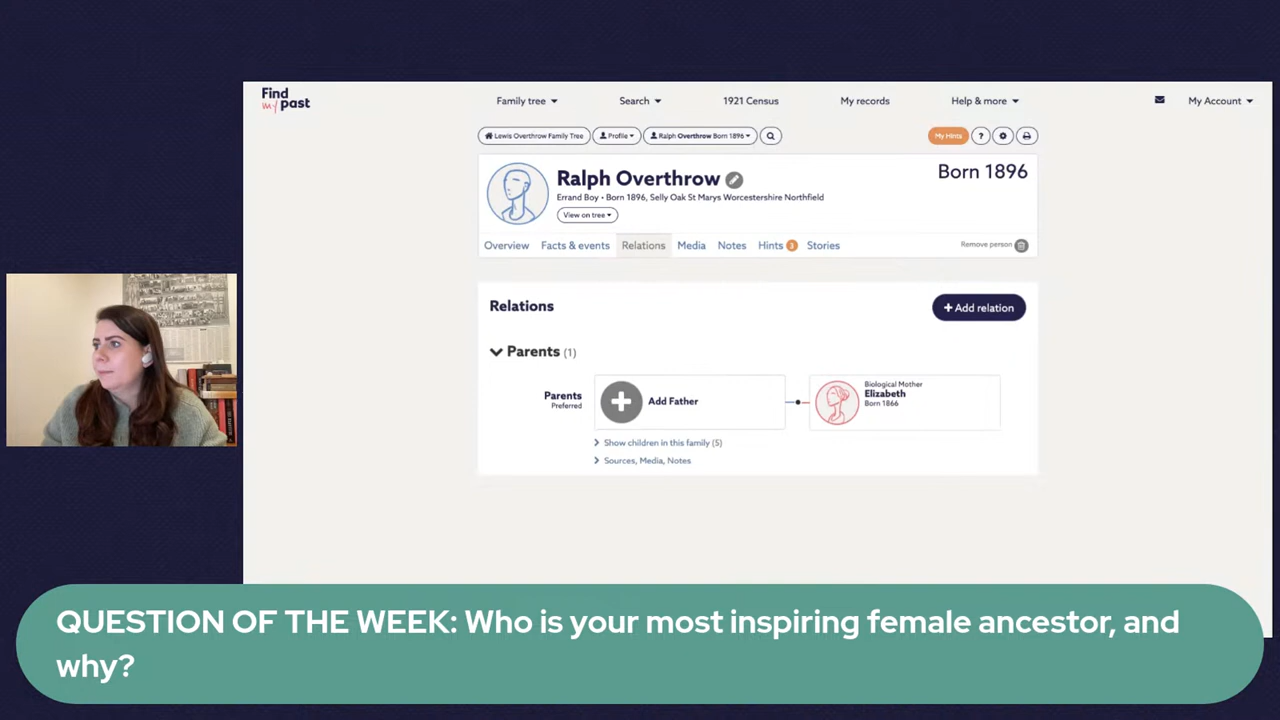 Find
my past
Family tree
Search
1921 Census
My records
Help & more
My Account
Lewis Overthrow Family Tree
Profile
Ralph Overthrow Born 1896
My Hints
?
Ralph Overthrow
Born 1896
Errand Boy • Born 1896, Selly Oak St Marys Worcestershire Northfield
View on tree
Overview
Facts & events
Relations
Media
Notes
Hints 3
Stories
Remove person
Relations
+ Add relation
Parents (1)
Parents
Preferred
Add Father
Biological Mother
Elizabeth
Born 1866
Show children in this family (5)
Sources, Media, Notes
QUESTION OF THE WEEK: Who is your most inspiring female ancestor, and
why?